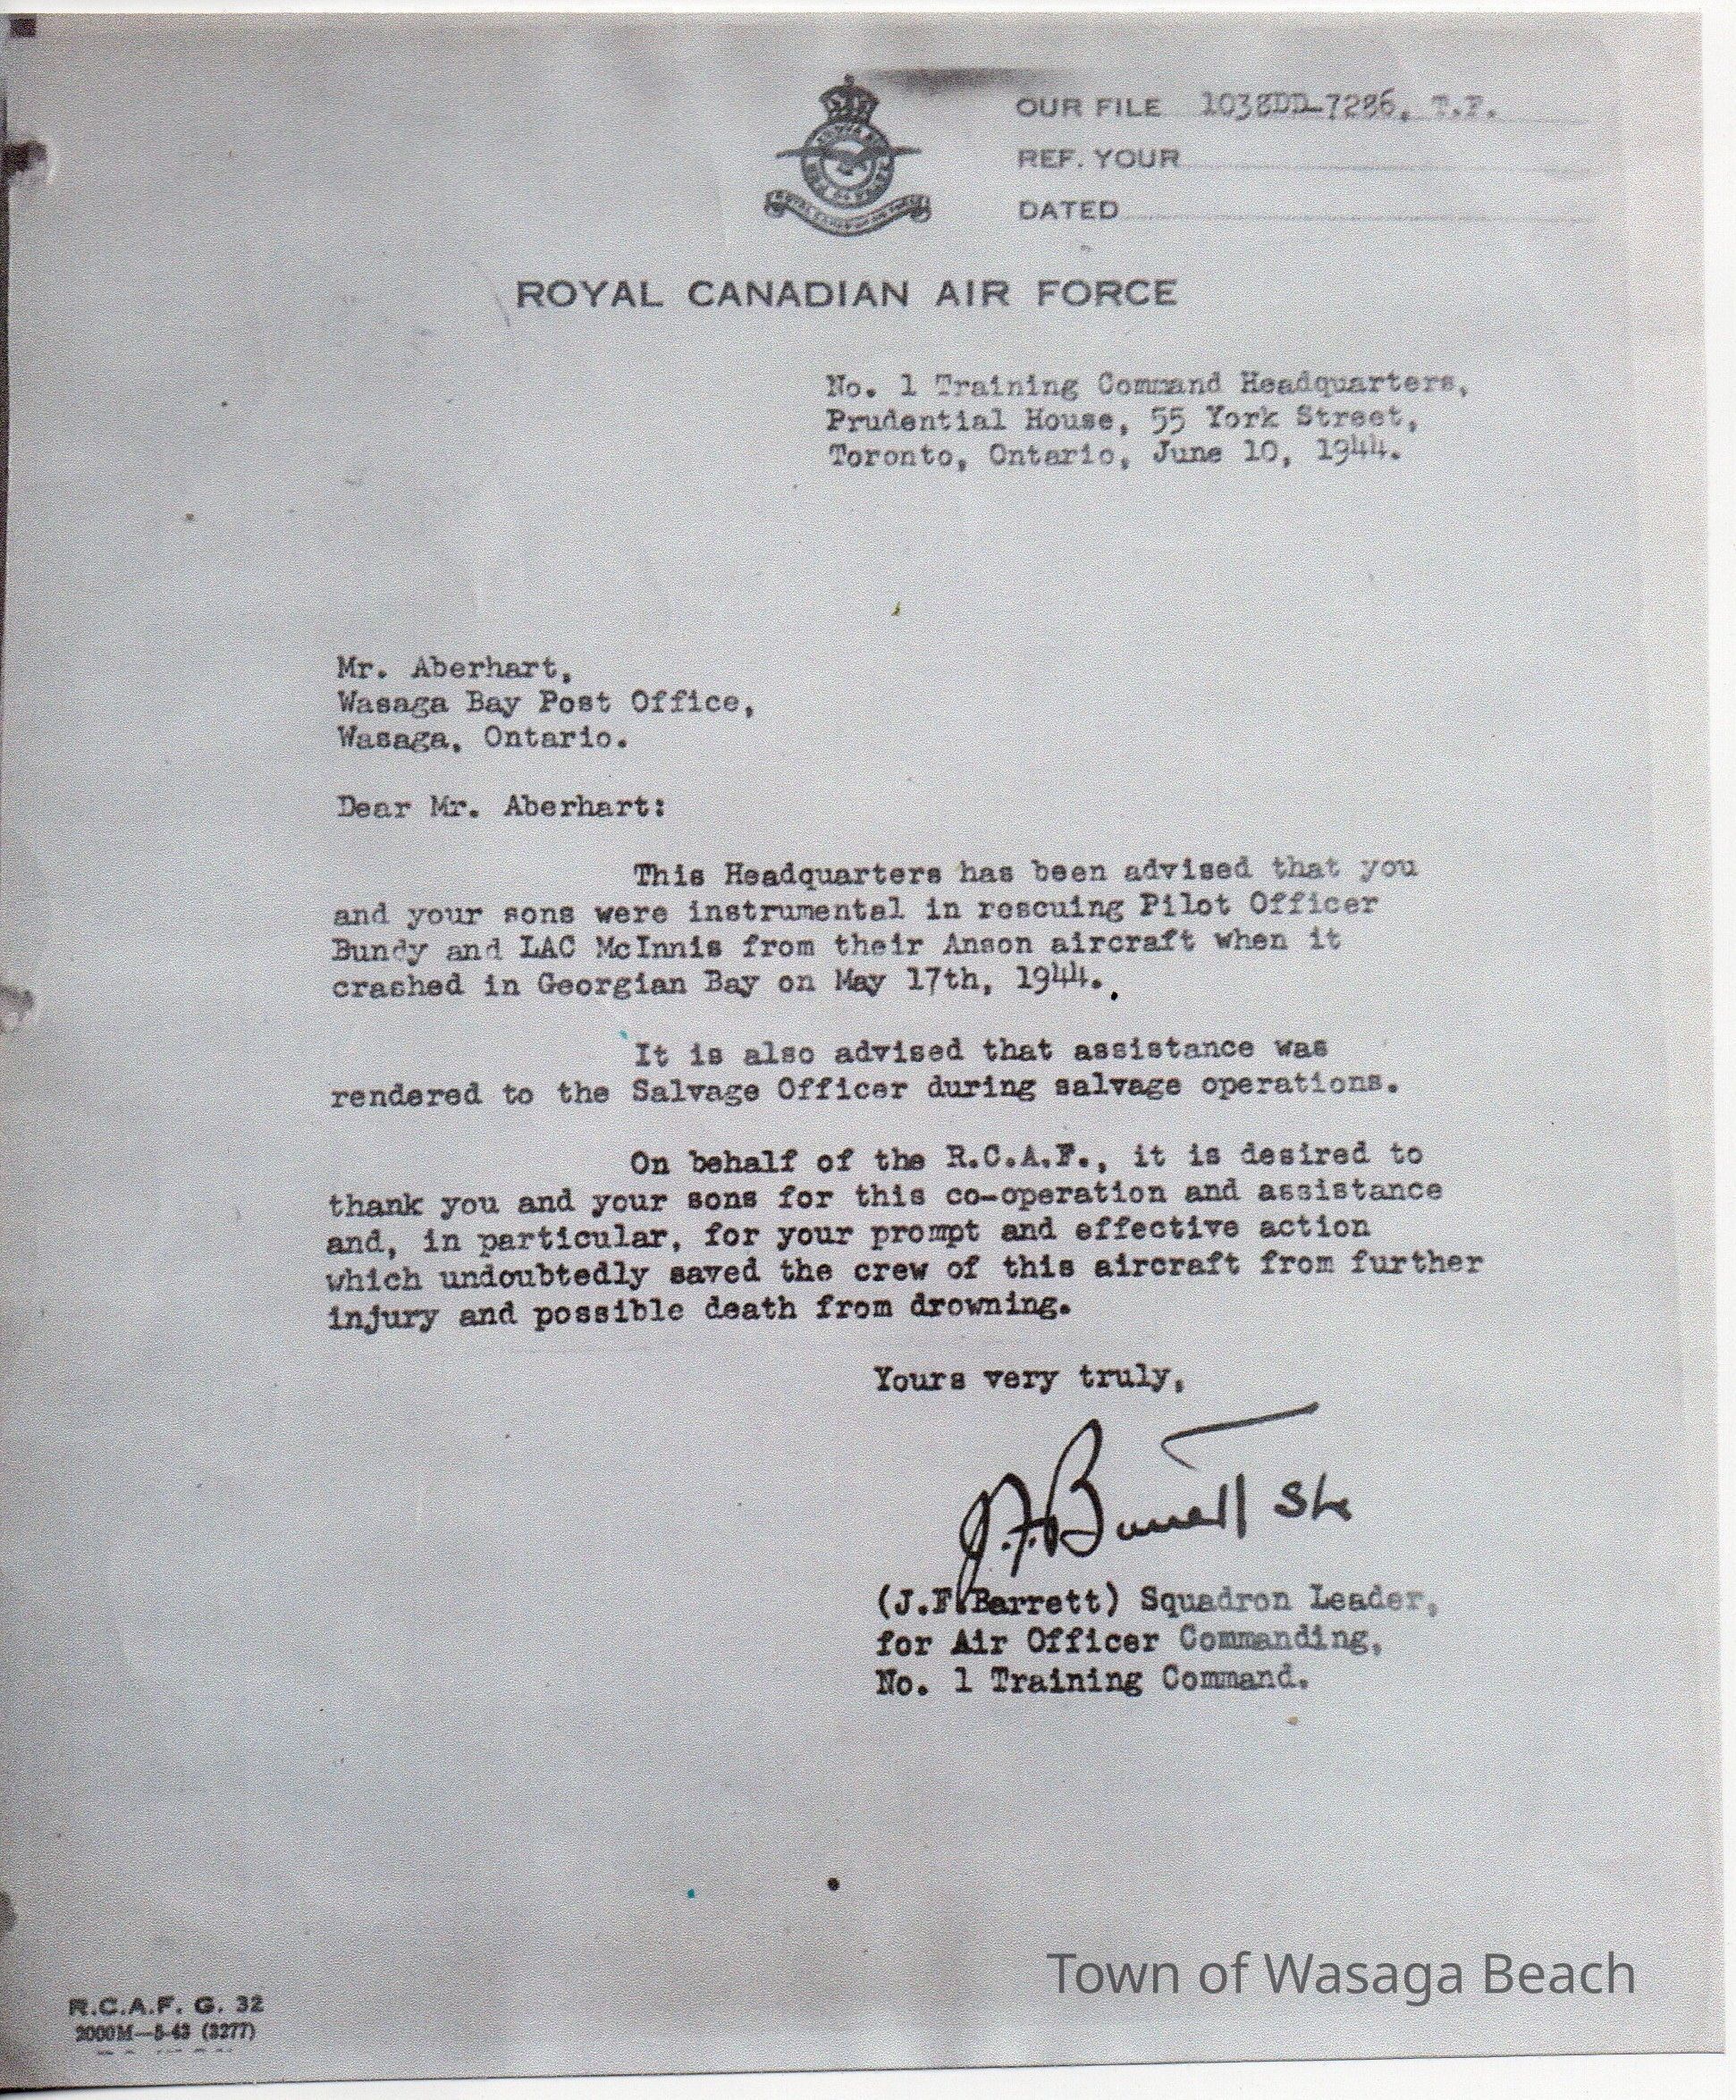 OUR FILE 1038DD-7286, T.F.
REF. YOUR
DATED
ROYAL CANADIAN AIR FORCE
No. 1 Training Command Headquarters,
Prudential House, 55 York Street,
Toronto, Ontario, June 10, 1944.
Mr. Aberhart,
Wasaga Bay Post Office,
Wasaga, Ontario.
Dear Mr. Aberhart:
This Headquarters has been advised that you
and your sons were instrumental in rescuing Pilot Officer
Bundy and LAC McInnis from their Anson aircraft when it
crashed in Georgian Bay on May 17th, 1944.
It is also advised that assistance was
rendered to the Salvage Officer during salvage operations.
On behalf of the R.C.A.F., it is desired to
thank you and your sons for this co-operation and assistance
and, in particular, for your prompt and effective action
which undoubtedly saved the crew of this aircraft from further
injury and possible death from drowning.
Yours very truly,
J.F. Barrett S/L
(J.F.Barrett) Squadron Leader,
for Air Officer Commanding,
No. 1 Training Command.
Town of Wasaga Beach
R.C.A.F. G. 32
2000M—5-43 (3277)